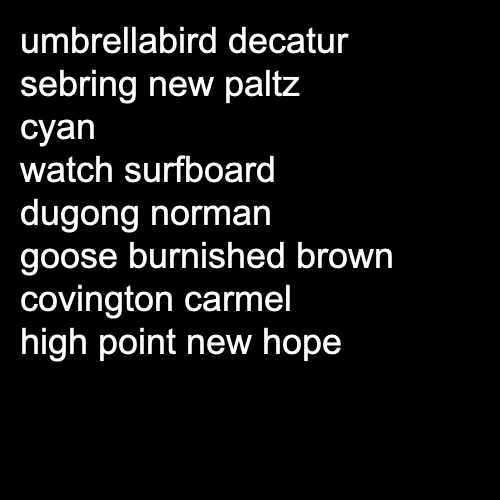 umbrellabird decatur
sebring new paltz
cyan
watch surfboard
dugong norman
goose burnished brown
covington carmel
high point new hope